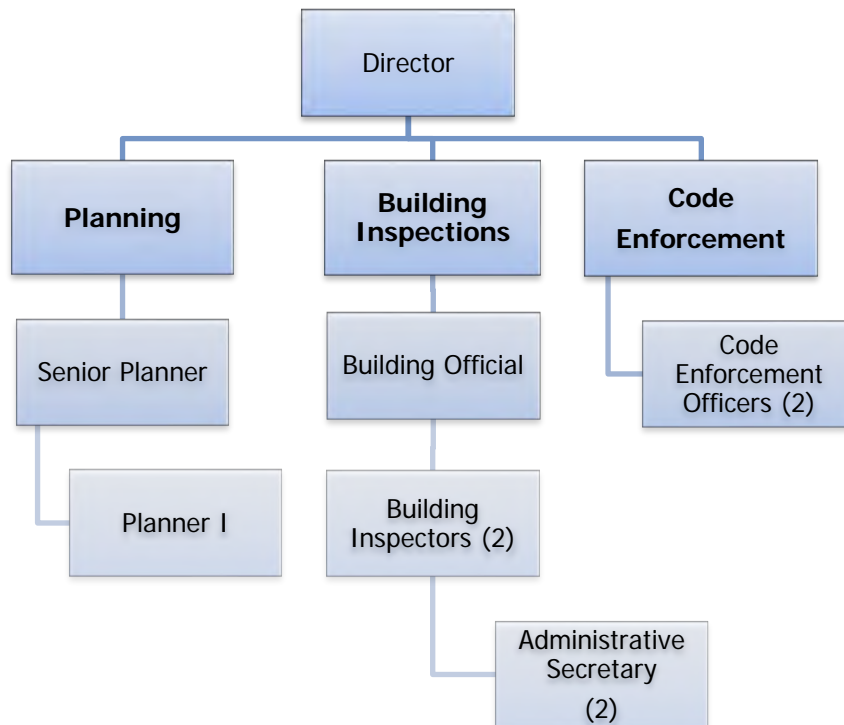 Director
Planning
Building
Inspections
Code
Enforcement
Senior Planner
Building Official
Code
Enforcement
Officers (2)
Planner I
Building
Inspectors (2)
Administrative
Secretary
(2)